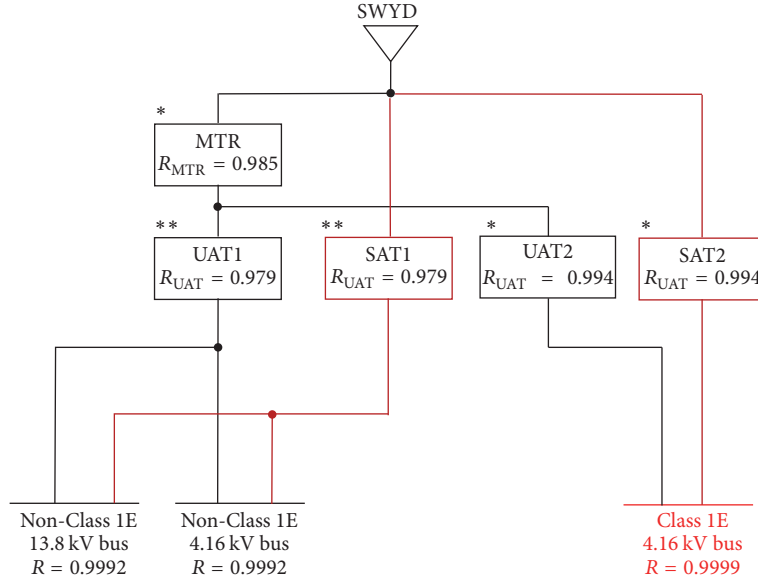 SWYD
*
MTR
R_MTR = 0.985
**
UAT1
R_UAT = 0.979
**
SAT1
R_UAT = 0.979
*
UAT2
R_UAT = 0.994
*
SAT2
R_UAT = 0.994
Non-Class 1E
13.8 kV bus
R = 0.9992
Non-Class 1E
4.16 kV bus
R = 0.9992
Class 1E
4.16 kV bus
R = 0.9999